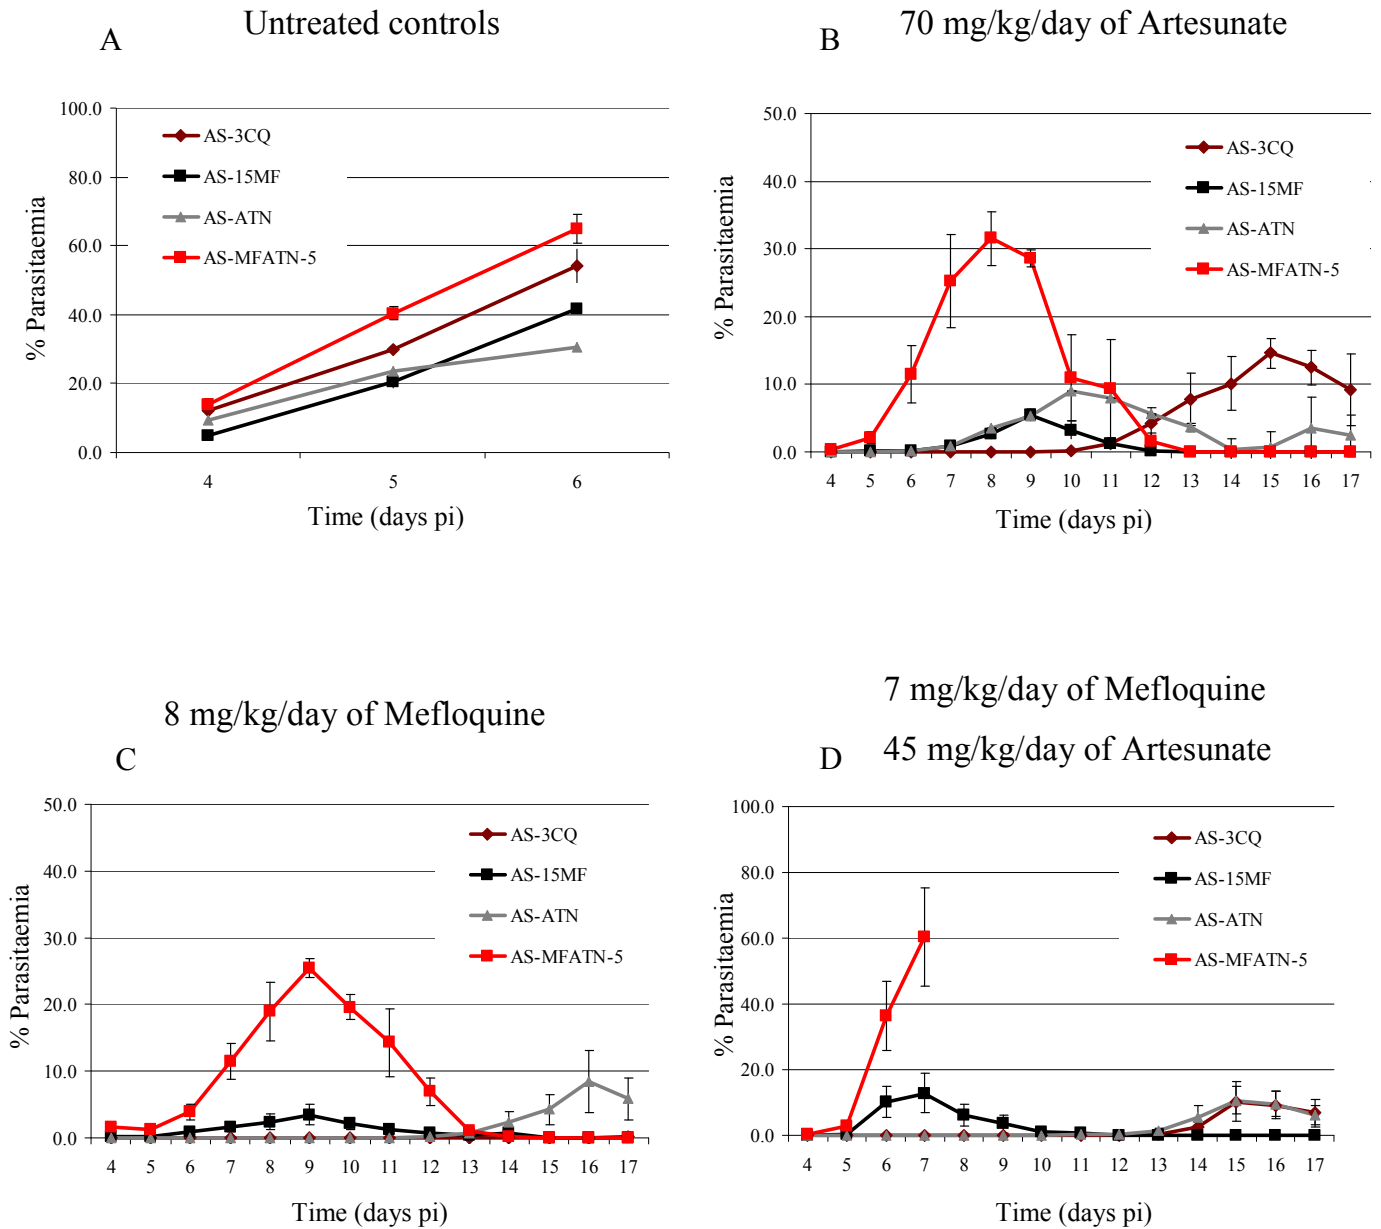 Untreated controls
A
100.0
80.0
60.0
40.0
20.0
0.0
% Parasitaemia
AS-3CQ
AS-15MF
AS-ATN
AS-MFATN-5
4 5 6
Time (days pi)
70 mg/kg/day of Artesunate
B
50.0
40.0
30.0
20.0
10.0
0.0
% Parasitaemia
AS-3CQ
AS-15MF
AS-ATN
AS-MFATN-5
4 5 6 7 8 9 10 11 12 13 14 15 16 17
Time (days pi)
8 mg/kg/day of Mefloquine
C
50.0
40.0
30.0
20.0
10.0
0.0
% Parasitaemia
AS-3CQ
AS-15MF
AS-ATN
AS-MFATN-5
4 5 6 7 8 9 10 11 12 13 14 15 16 17
Time (days pi)
7 mg/kg/day of Mefloquine
D 45 mg/kg/day of Artesunate
100.0
80.0
60.0
40.0
20.0
0.0
% Parasitaemia
AS-3CQ
AS-15MF
AS-ATN
AS-MFATN-5
4 5 6 7 8 9 10 11 12 13 14 15 16 17
Time (days pi)